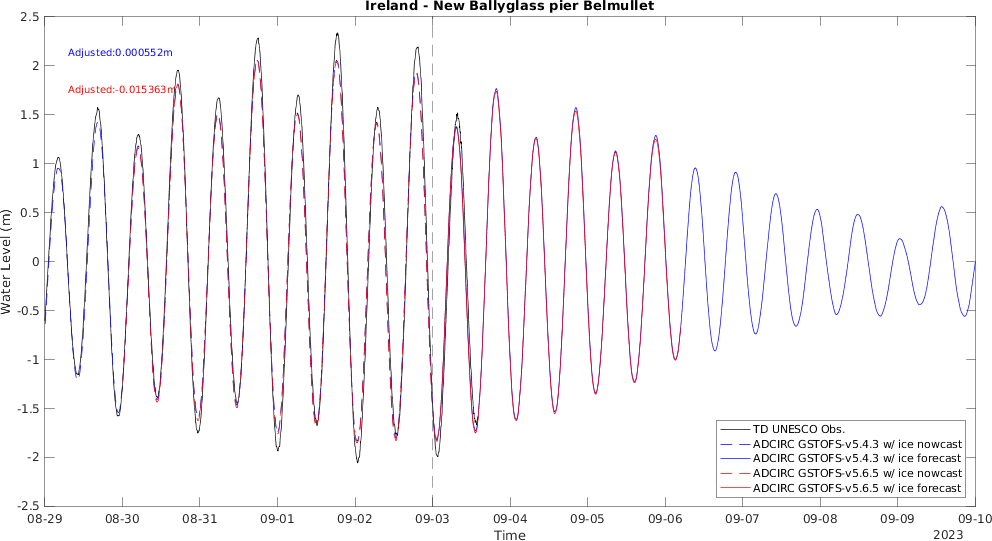 Ireland - New Ballyglass pier Belmullet
Adjusted:0.000552m
Adjusted:-0.015363m
Water Level (m)
2.5
2
1.5
1
0.5
0
-0.5
-1
-1.5
-2
-2.5
TD UNESCO Obs.
ADCIRC GSTOFS-v5.4.3 w/ ice nowcast
ADCIRC GSTOFS-v5.4.3 w/ ice forecast
ADCIRC GSTOFS-v5.6.5 w/ ice nowcast
ADCIRC GSTOFS-v5.6.5 w/ ice forecast
08-29 08-30 08-31 09-01 09-02 09-03 09-04 09-05 09-06 09-07 09-08 09-09 09-10
Time
2023